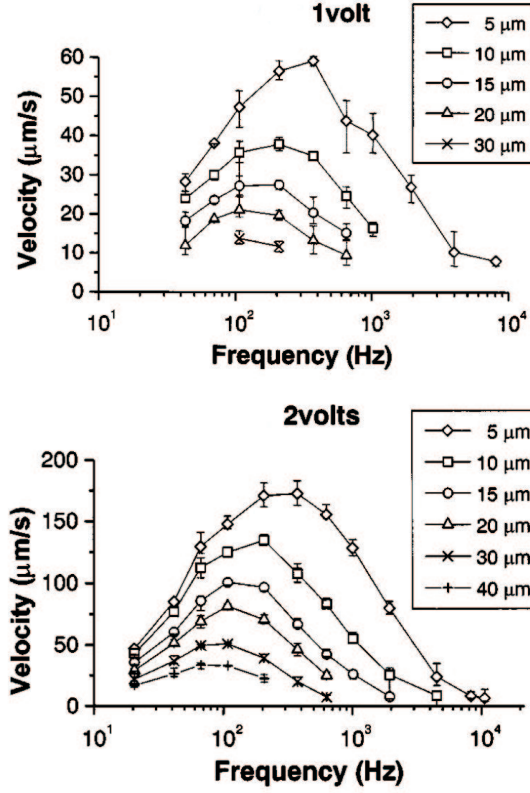 1volt
5 μm
10 μm
15 μm
20 μm
30 μm
60
50
40
30
20
10
0
Velocity (μm/s)
10¹
10²
10³
10⁴
Frequency (Hz)
2volts
5 μm
10 μm
15 μm
20 μm
30 μm
40 μm
200
150
100
50
0
Velocity (μm/s)
10¹
10²
10³
10⁴
10⁵
Frequency (Hz)